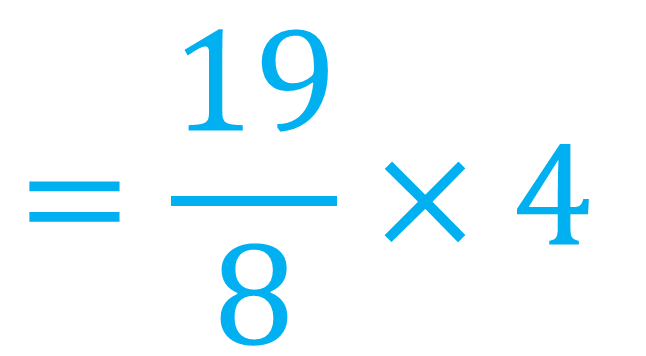 = 19/8 × 4